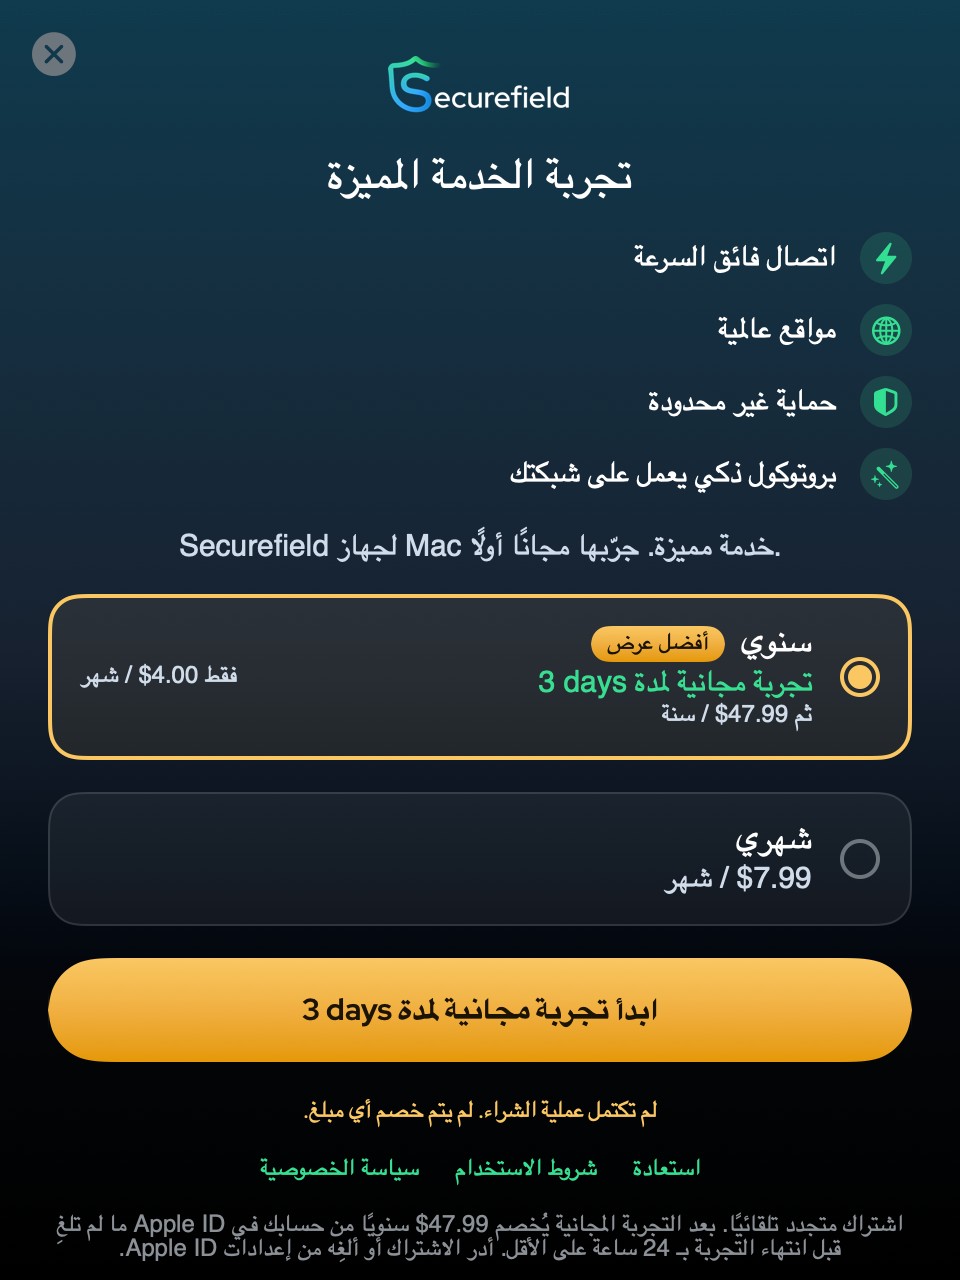 Securefield
تجربة الخدمة المميزة
اتصال فائق السرعة
مواقع عالمية
حماية غير محدودة
بروتوكول ذكي يعمل على شبكتك
Securefield لجهاز Mac خدمة مميزة. جرّبها مجانًا أولًا.
سنوي أفضل عرض
تجربة مجانية لمدة 3 days
ثم $47.99 / سنة
فقط $4.00 / شهر
شهري
$7.99 / شهر
ابدأ تجربة مجانية لمدة 3 days
لم تكتمل عملية الشراء. لم يتم خصم أي مبلغ.
استعادة شروط الاستخدام سياسة الخصوصية
اشتراك متجدد تلقائيًا. بعد التجربة المجانية يُخصم $47.99 سنويًا من حسابك في Apple ID ما لم تلغِ
قبل انتهاء التجربة بـ 24 ساعة على الأقل. أدر الاشتراك أو ألغِه من إعدادات Apple ID.